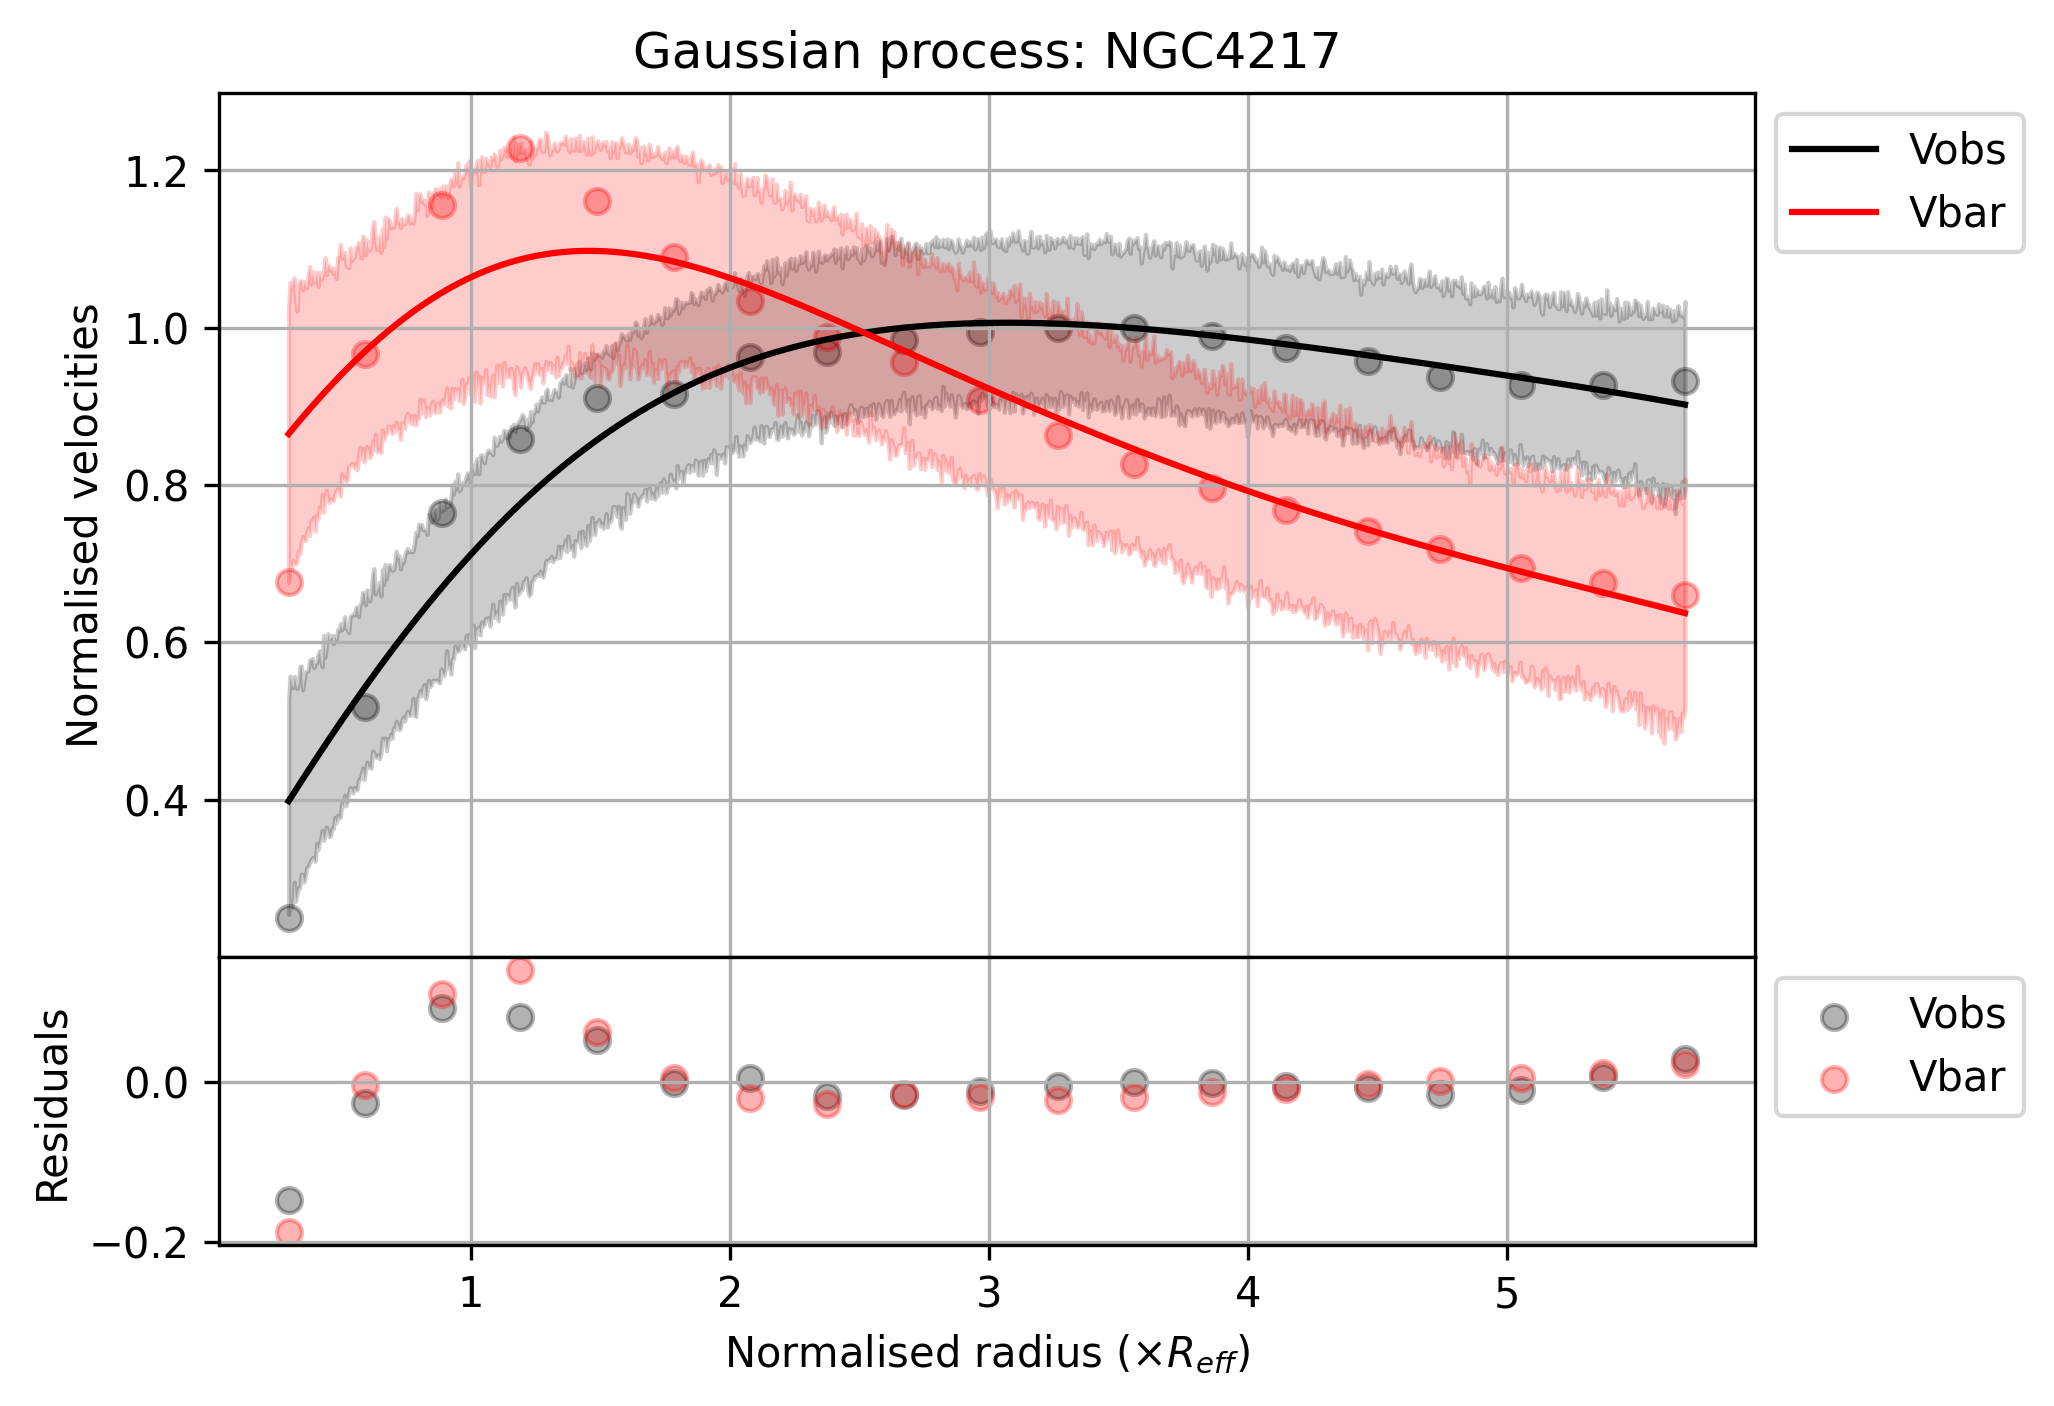 Gaussian process: NGC4217
Normalised velocities
1.2
1.0
0.8
0.6
0.4
Vobs
Vbar
Residuals
0.0
−0.2
Vobs
Vbar
1 2 3 4 5
Normalised radius (×R_eff)